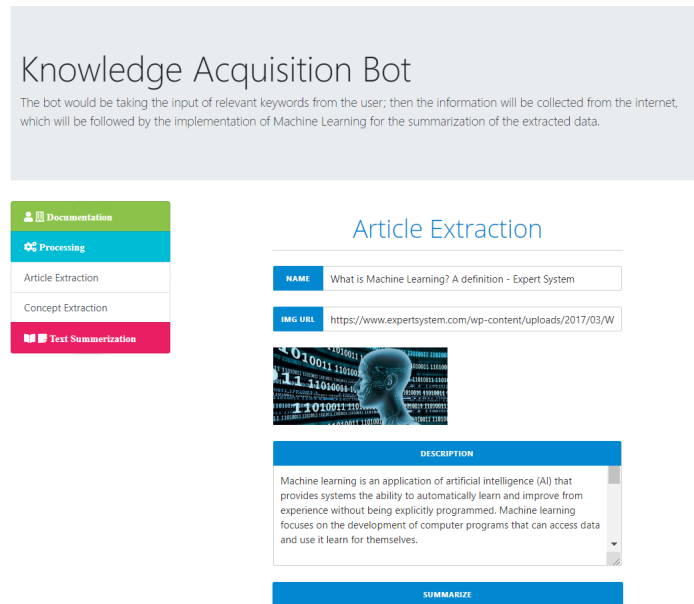 Knowledge Acquisition Bot
The bot would be taking the input of relevant keywords from the user; then the information will be collected from the internet,
which will be followed by the implementation of Machine Learning for the summarization of the extracted data.
Documentation
Processing
Article Extraction
Concept Extraction
Text Summerization
Article Extraction
NAME What is Machine Learning? A definition - Expert System
IMG URL https://www.expertsystem.com/wp-content/uploads/2017/03/W
DESCRIPTION
Machine learning is an application of artificial intelligence (AI) that
provides systems the ability to automatically learn and improve from
experience without being explicitly programmed. Machine learning
focuses on the development of computer programs that can access data
and use it learn for themselves.
SUMMARIZE